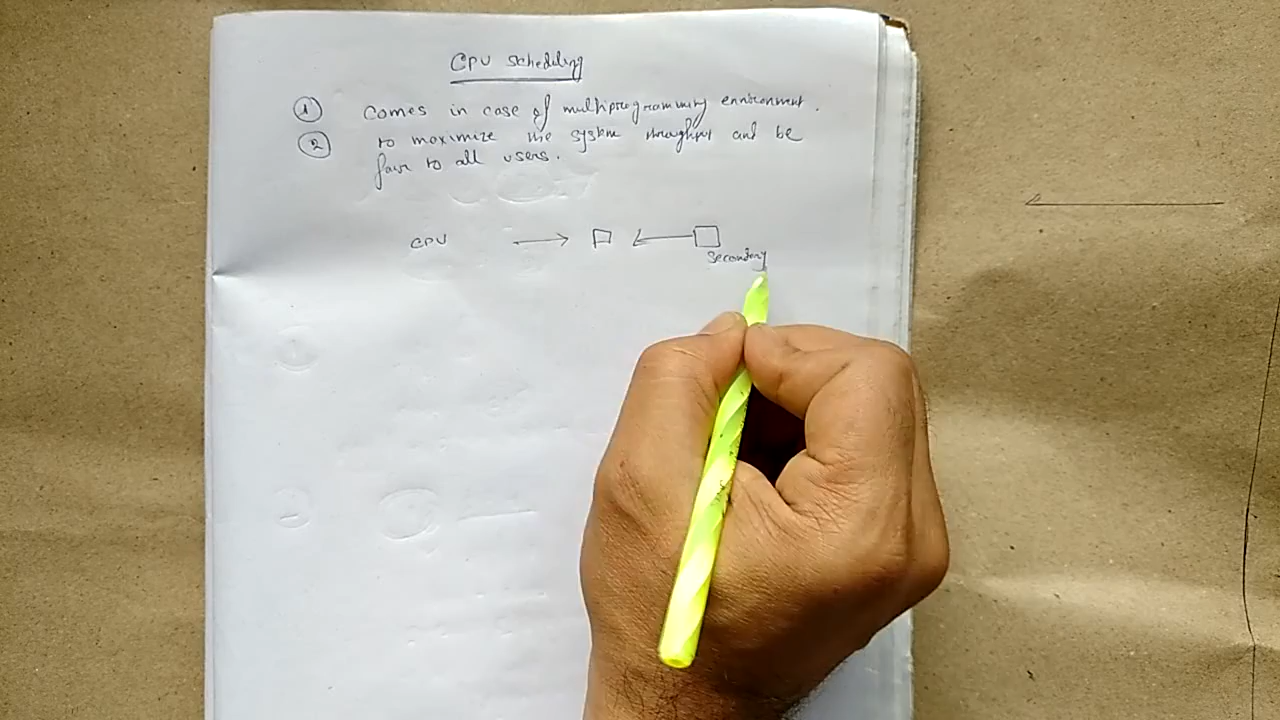 CPU Scheduling
1 Comes in case of multiprogramming environment.
2 to maximize the system throughput and be
fair to all users.
CPU
Secondary